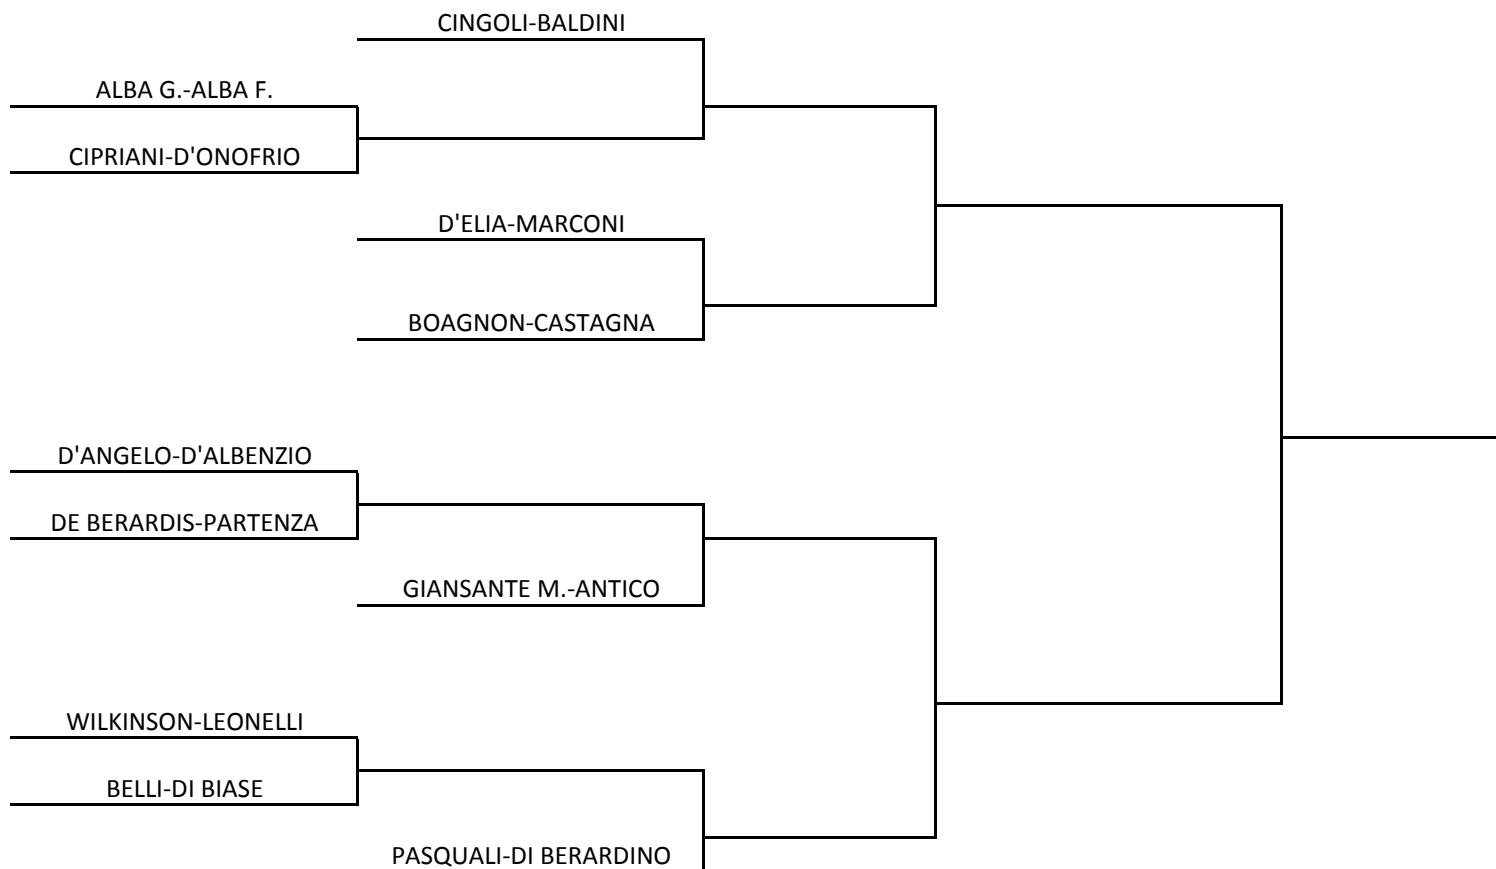 CINGOLI-BALDINI
ALBA G.-ALBA F.
CIPRIANI-D'ONOFRIO
D'ELIA-MARCONI
BOAGNON-CASTAGNA
D'ANGELO-D'ALBENZIO
DE BERARDIS-PARTENZA
GIANSANTE M.-ANTICO
WILKINSON-LEONELLI
BELLI-DI BIASE
PASQUALI-DI BERARDINO